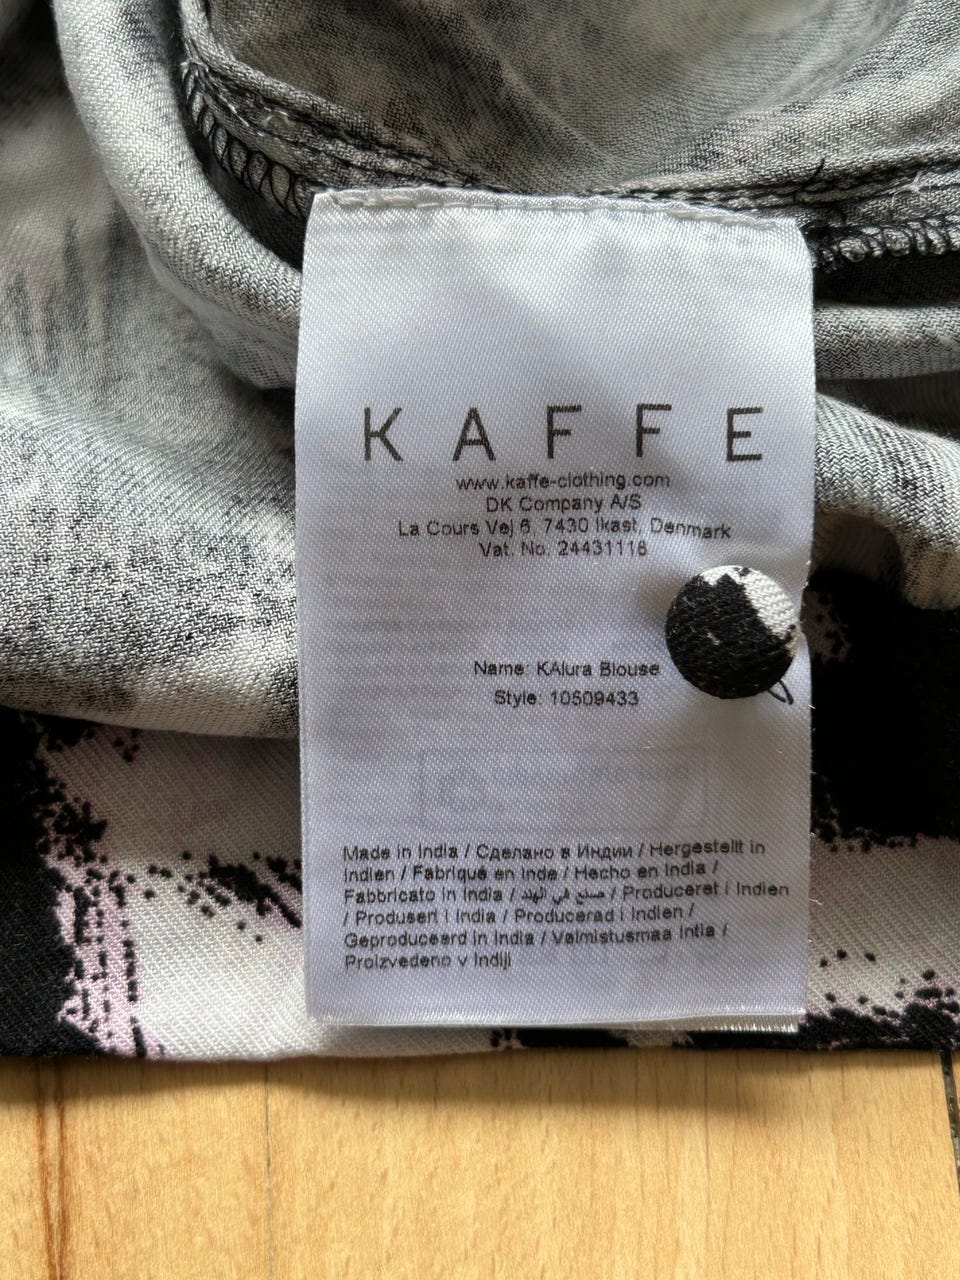 KAFFE
www.kaffe-clothing.com
DK Company A/S
La Cours Vej 6, 7430 Ikast, Denmark
Vat. No. 24431118
Name: KAlura Blouse
Style: 10509433
Made in India / Сделано в Индии / Hergestellt in
Indien / Fabriqué en Inde / Hecho en India /
Fabbricato in India / صنع في الهند / Produceret i Indien
/ Produsert i India / Producerad i Indien /
Geproduceerd in India / Valmistusmaa Intia /
Proizvedeno v Indiji